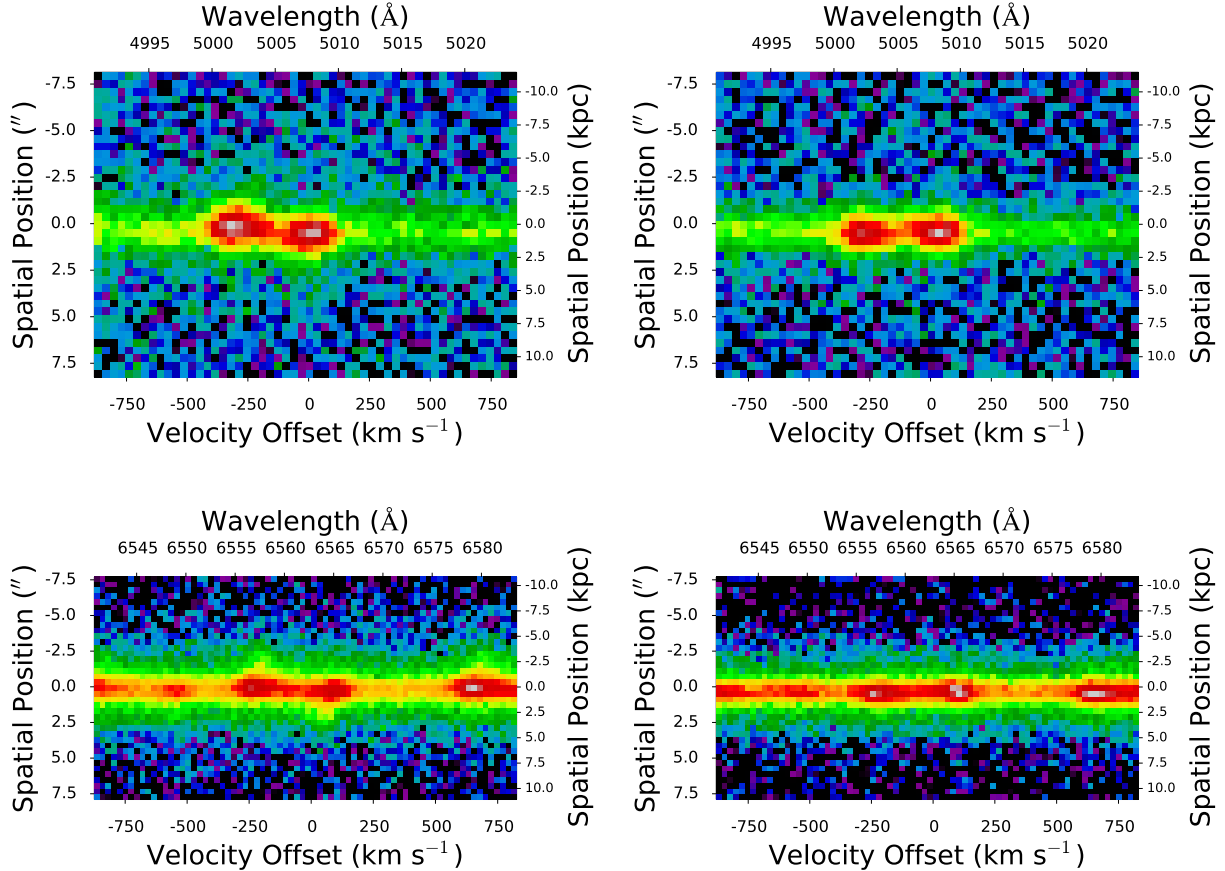 Wavelength (Å)
4995 5000 5005 5010 5015 5020
Spatial Position (″)
-7.5
-5.0
-2.5
0.0
2.5
5.0
7.5
-10.0
-7.5
-5.0
-2.5
0.0
2.5
5.0
7.5
10.0
Spatial Position (kpc)
-750 -500 -250 0 250 500 750
Velocity Offset (km s⁻¹)
Wavelength (Å)
4995 5000 5005 5010 5015 5020
Spatial Position (″)
-7.5
-5.0
-2.5
0.0
2.5
5.0
7.5
-10.0
-7.5
-5.0
-2.5
0.0
2.5
5.0
7.5
10.0
Spatial Position (kpc)
-750 -500 -250 0 250 500 750
Velocity Offset (km s⁻¹)
Wavelength (Å)
6545 6550 6555 6560 6565 6570 6575 6580
Spatial Position (″)
-7.5
-5.0
-2.5
0.0
2.5
5.0
7.5
-10.0
-7.5
-5.0
-2.5
0.0
2.5
5.0
7.5
10.0
Spatial Position (kpc)
-750 -500 -250 0 250 500 750
Velocity Offset (km s⁻¹)
Wavelength (Å)
6545 6550 6555 6560 6565 6570 6575 6580
Spatial Position (″)
-7.5
-5.0
-2.5
0.0
2.5
5.0
7.5
-10.0
-7.5
-5.0
-2.5
0.0
2.5
5.0
7.5
10.0
Spatial Position (kpc)
-750 -500 -250 0 250 500 750
Velocity Offset (km s⁻¹)